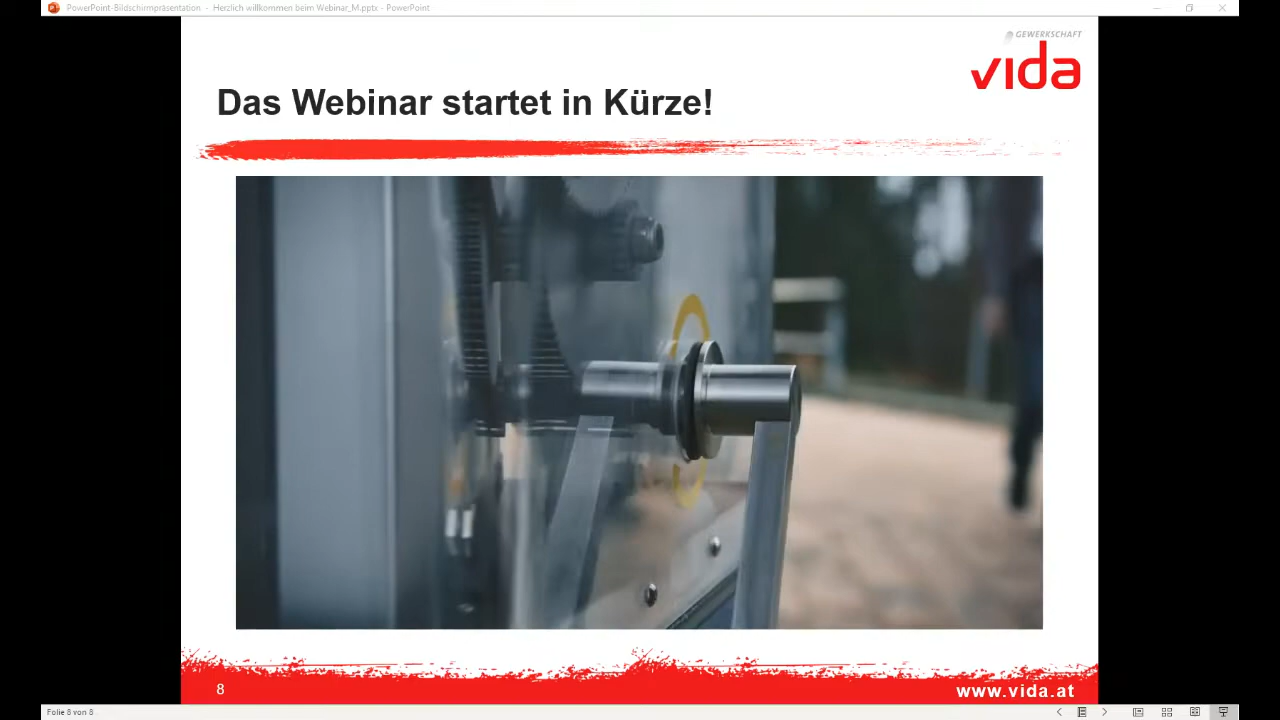 PowerPoint-Bildschirmpräsentation - Herzlich willkommen beim Webinar_M.pptx - PowerPoint
GEWERKSCHAFT
vida
Das Webinar startet in Kürze!
8
www.vida.at
Folie 8 von 8